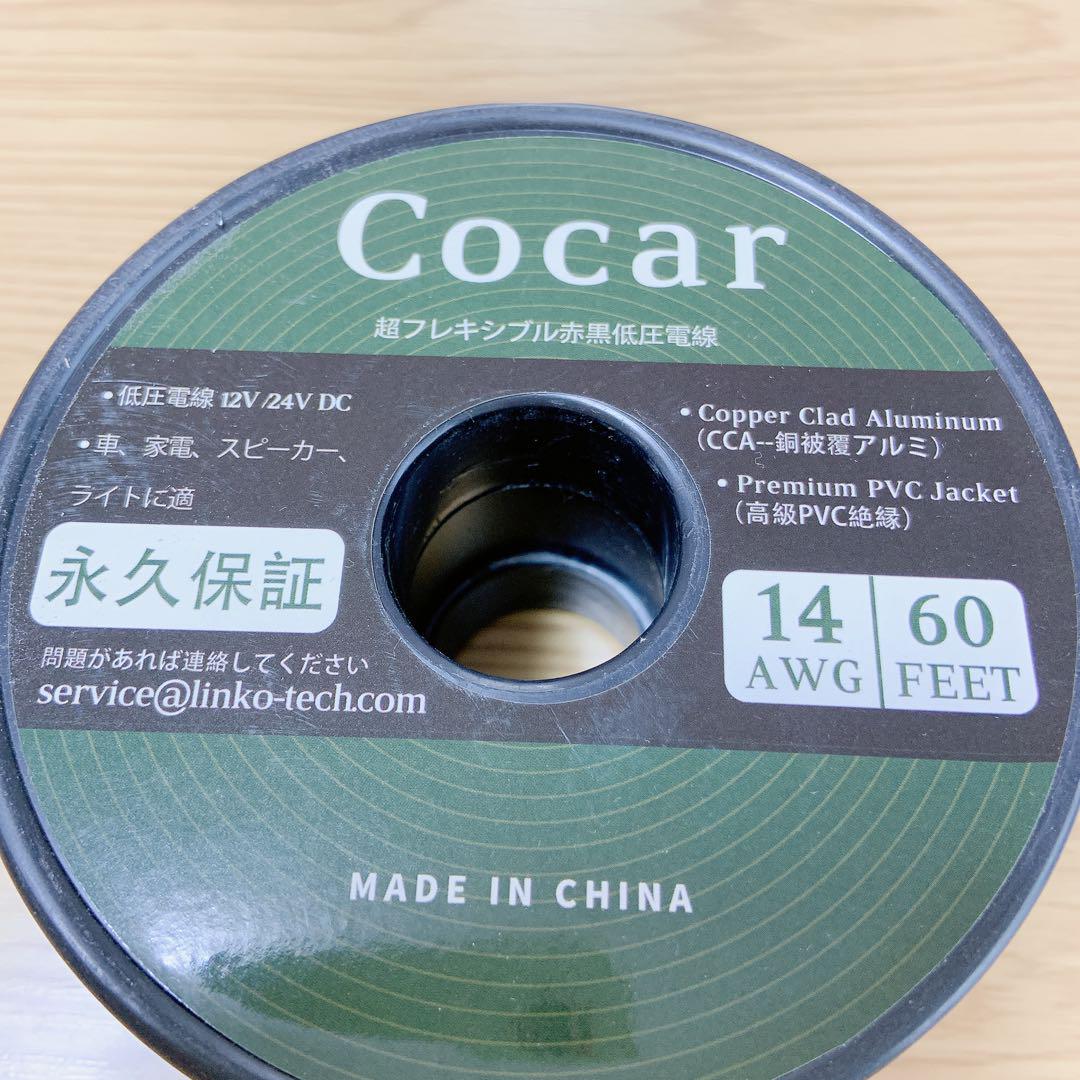 Cocar
超フレキシブル赤黒低圧電線
•低圧電線 12V /24V DC
•車、家電、スピーカー、
ライトに適
永久保証
問題があれば連絡してください
service@linko-tech.com
• Copper Clad Aluminum
(CCA--銅被覆アルミ)
• Premium PVC Jacket
(高級PVC絶縁)
14
AWG
60
FEET
MADE IN CHINA